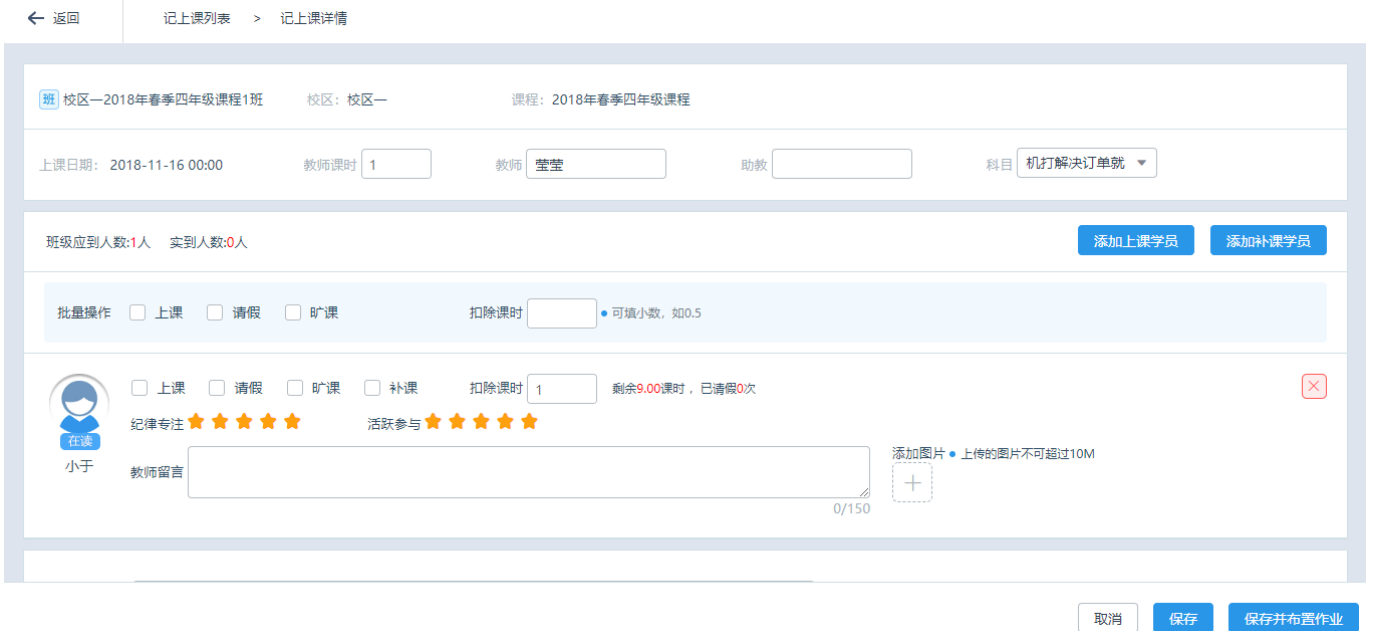 返回 记上课列表 > 记上课详情
班 校区一2018年春季四年级课程1班 校区：校区一 课程：2018年春季四年级课程
上课日期： 2018-11-16 00:00 教师课时 1 教师 莹莹 助教 科目 机打解决订单就
班级应到人数:1人 实到人数:0人 添加上课学员 添加补课学员
批量操作 上课 请假 旷课 扣除课时 可填小数，如0.5
上课 请假 旷课 补课 扣除课时 1 剩余9.00课时 ，已请假0次
纪律专注 活跃参与
在读
小于
教师留言
添加图片 上传的图片不可超过10M
0/150
取消 保存 保存并布置作业